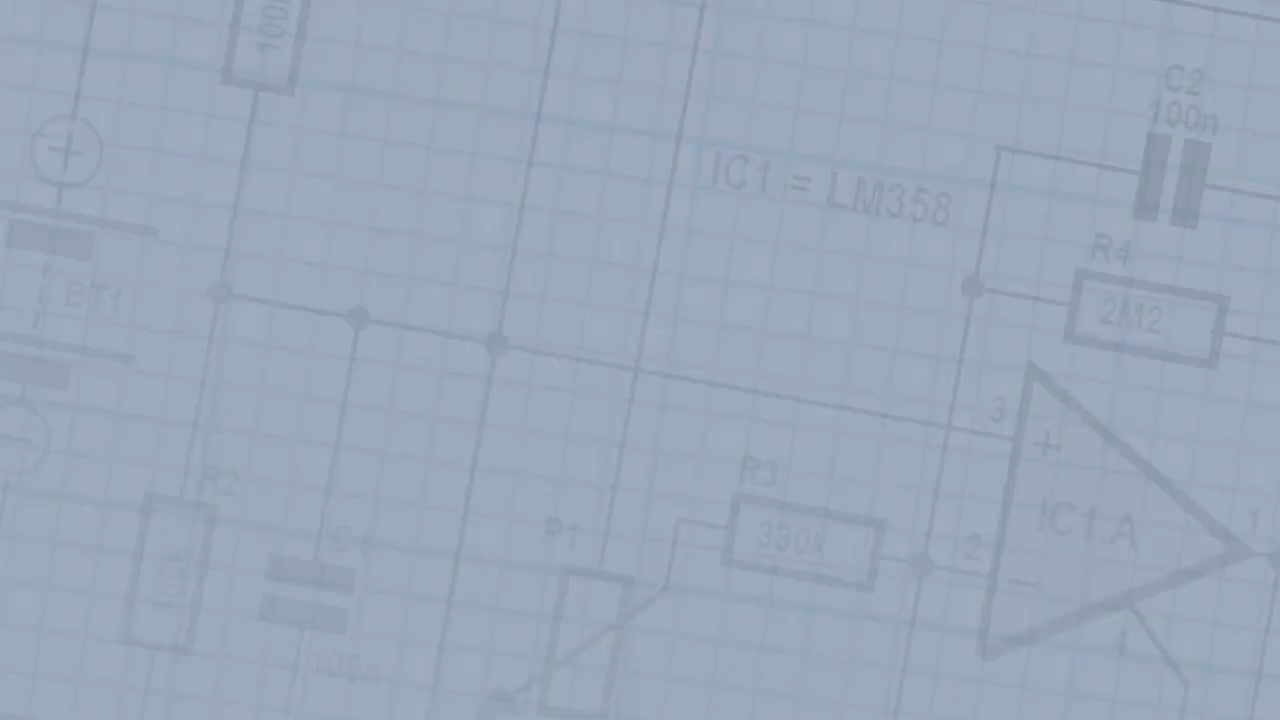 C2
100n
IC1 = LM358
R4
2M2
BT1
3
+
R3
IC1.A
330k
P1
2
1
4